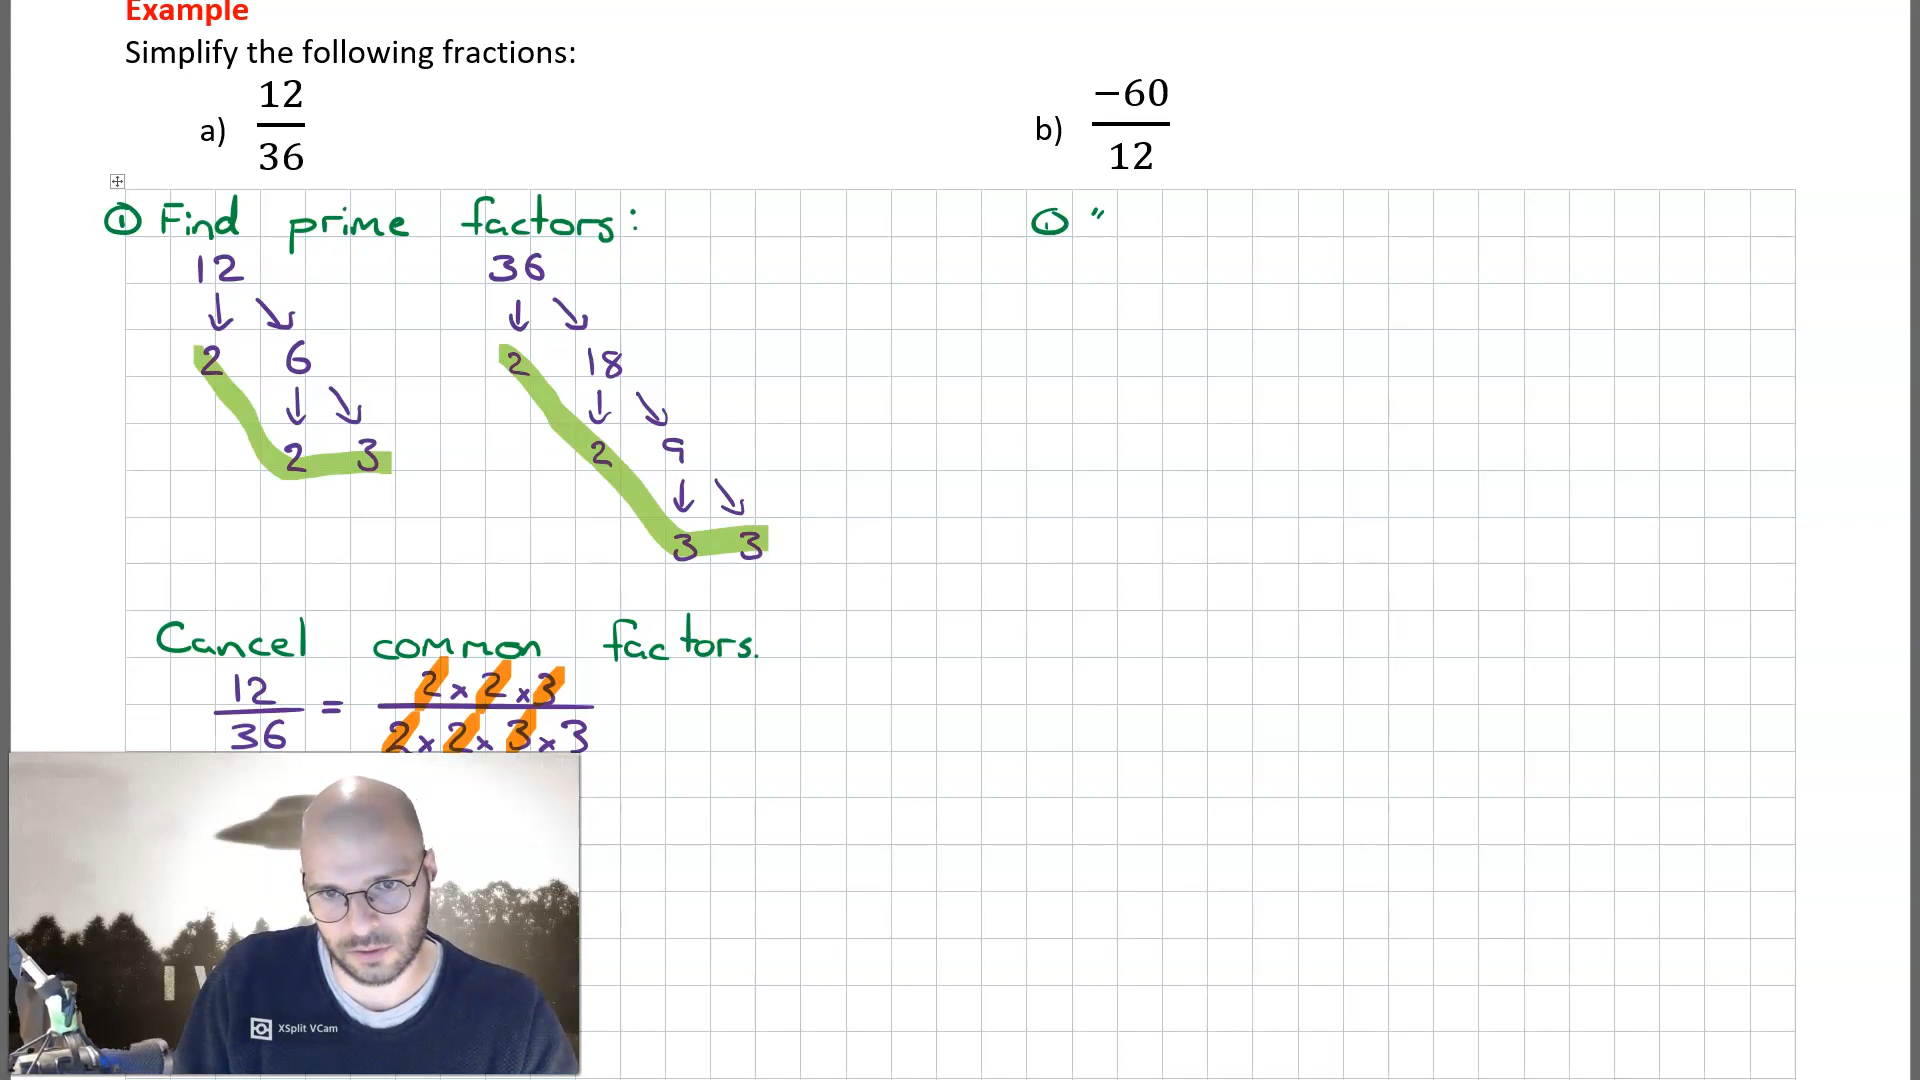 Example
Simplify the following fractions:
a) 12/36
b) −60/12
① Find prime factors:
12
2 6
2 3
36
2 18
2 9
3 3
Cancel common factors.
12/36 = 2 × 2 × 3 / 2 × 2 × 3 × 3
① "
XSplit VCam